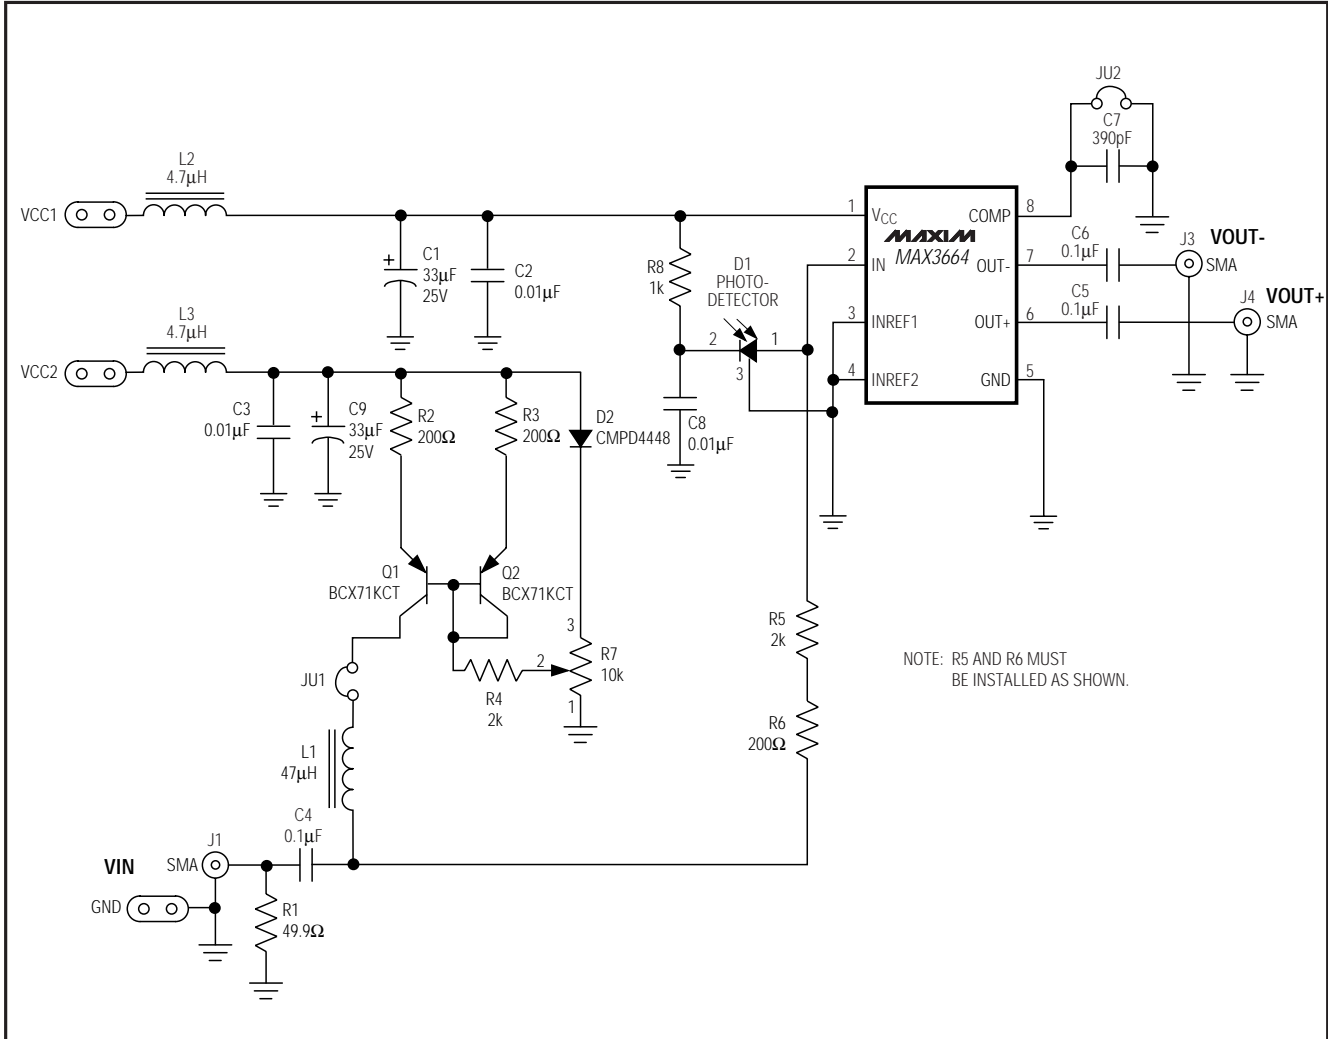 JU2
C7
390pF
L2
4.7µH
VCC1
C1
+
33µF
25V
C2
0.01µF
R8
1k
D1
PHOTO-
DETECTOR
2
1
3
C8
0.01µF
1
2
3
4
VCC
IN
INREF1
INREF2
MAXIM
MAX3664
COMP
OUT-
OUT+
GND
8
7
6
5
C6
0.1µF
C5
0.1µF
J3
VOUT-
SMA
J4
VOUT+
SMA
L3
4.7µH
VCC2
C3
0.01µF
+
C9
33µF
25V
R2
200Ω
R3
200Ω
D2
CMPD4448
Q1
BCX71KCT
Q2
BCX71KCT
3
2
1
R7
10k
R4
2k
JU1
L1
47µH
R5
2k
R6
200Ω
NOTE: R5 AND R6 MUST
BE INSTALLED AS SHOWN.
C4
0.1µF
J1
VIN
SMA
GND
R1
49.9Ω